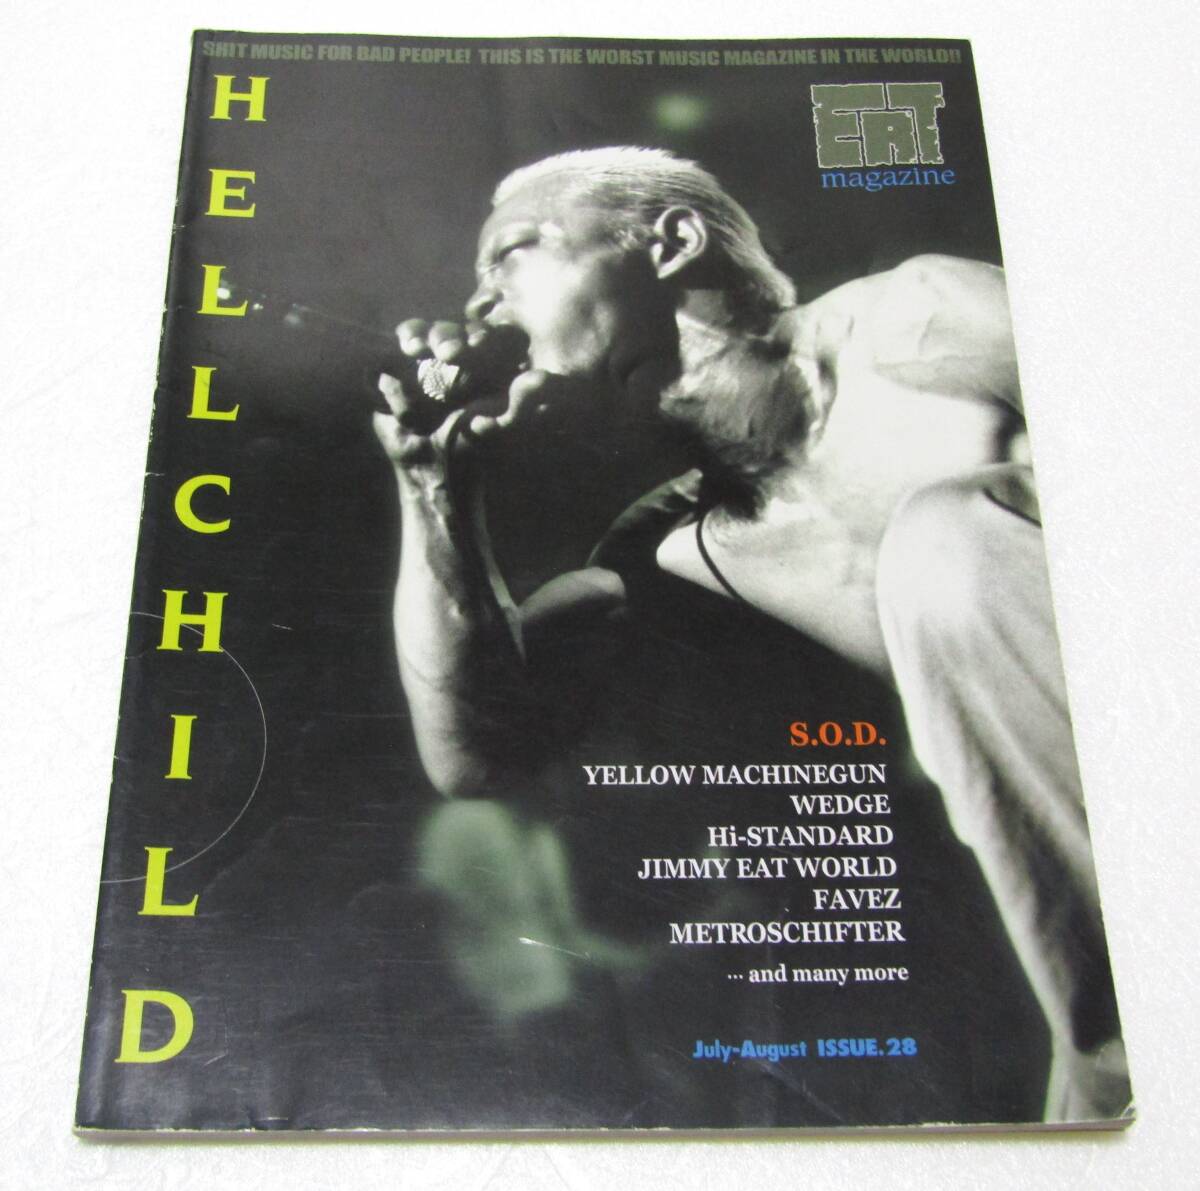 SHIT MUSIC FOR BAD PEOPLE! THIS IS THE WORST MUSIC MAGAZINE IN THE WORLD!!
EAT
magazine
HELLCHILD
S.O.D.
YELLOW MACHINEGUN
WEDGE
Hi-STANDARD
JIMMY EAT WORLD
FAVEZ
METROSCHIFTER
... and many more
July-August ISSUE.28